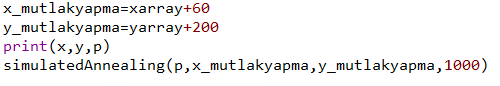 x_mutlakyapma=xarray+60
y_mutlakyapma=yarray+200
print(x,y,p)
simulatedAnnealing(p,x_mutlakyapma,y_mutlakyapma,1000)